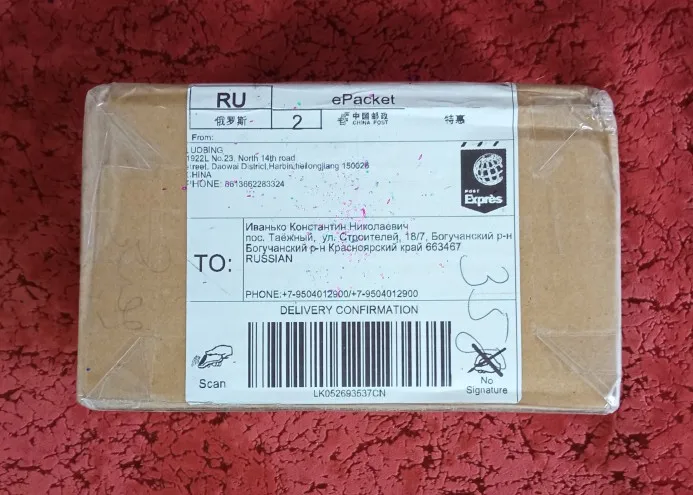 RU
ePacket
俄罗斯-
2
中国邮政
CHINA POST
特惠
From:
UDBING
1922L No.23, North 14th road
treet, Daowai District,Harbin,heilongjiang 150026
CHINA
PHONE: 8613662283324
POST
Exprès
TO:
Иванько Константин Николаевич
пос. Таёжный, ул. Строителей, 18/7, Богучанский р-н
Богучанский р-н Красноярский край 663467
RUSSIAN
PHONE:+7-9504012900/+7-9504012900
DELIVERY CONFIRMATION
Scan
No
Signature
LK052693537CN